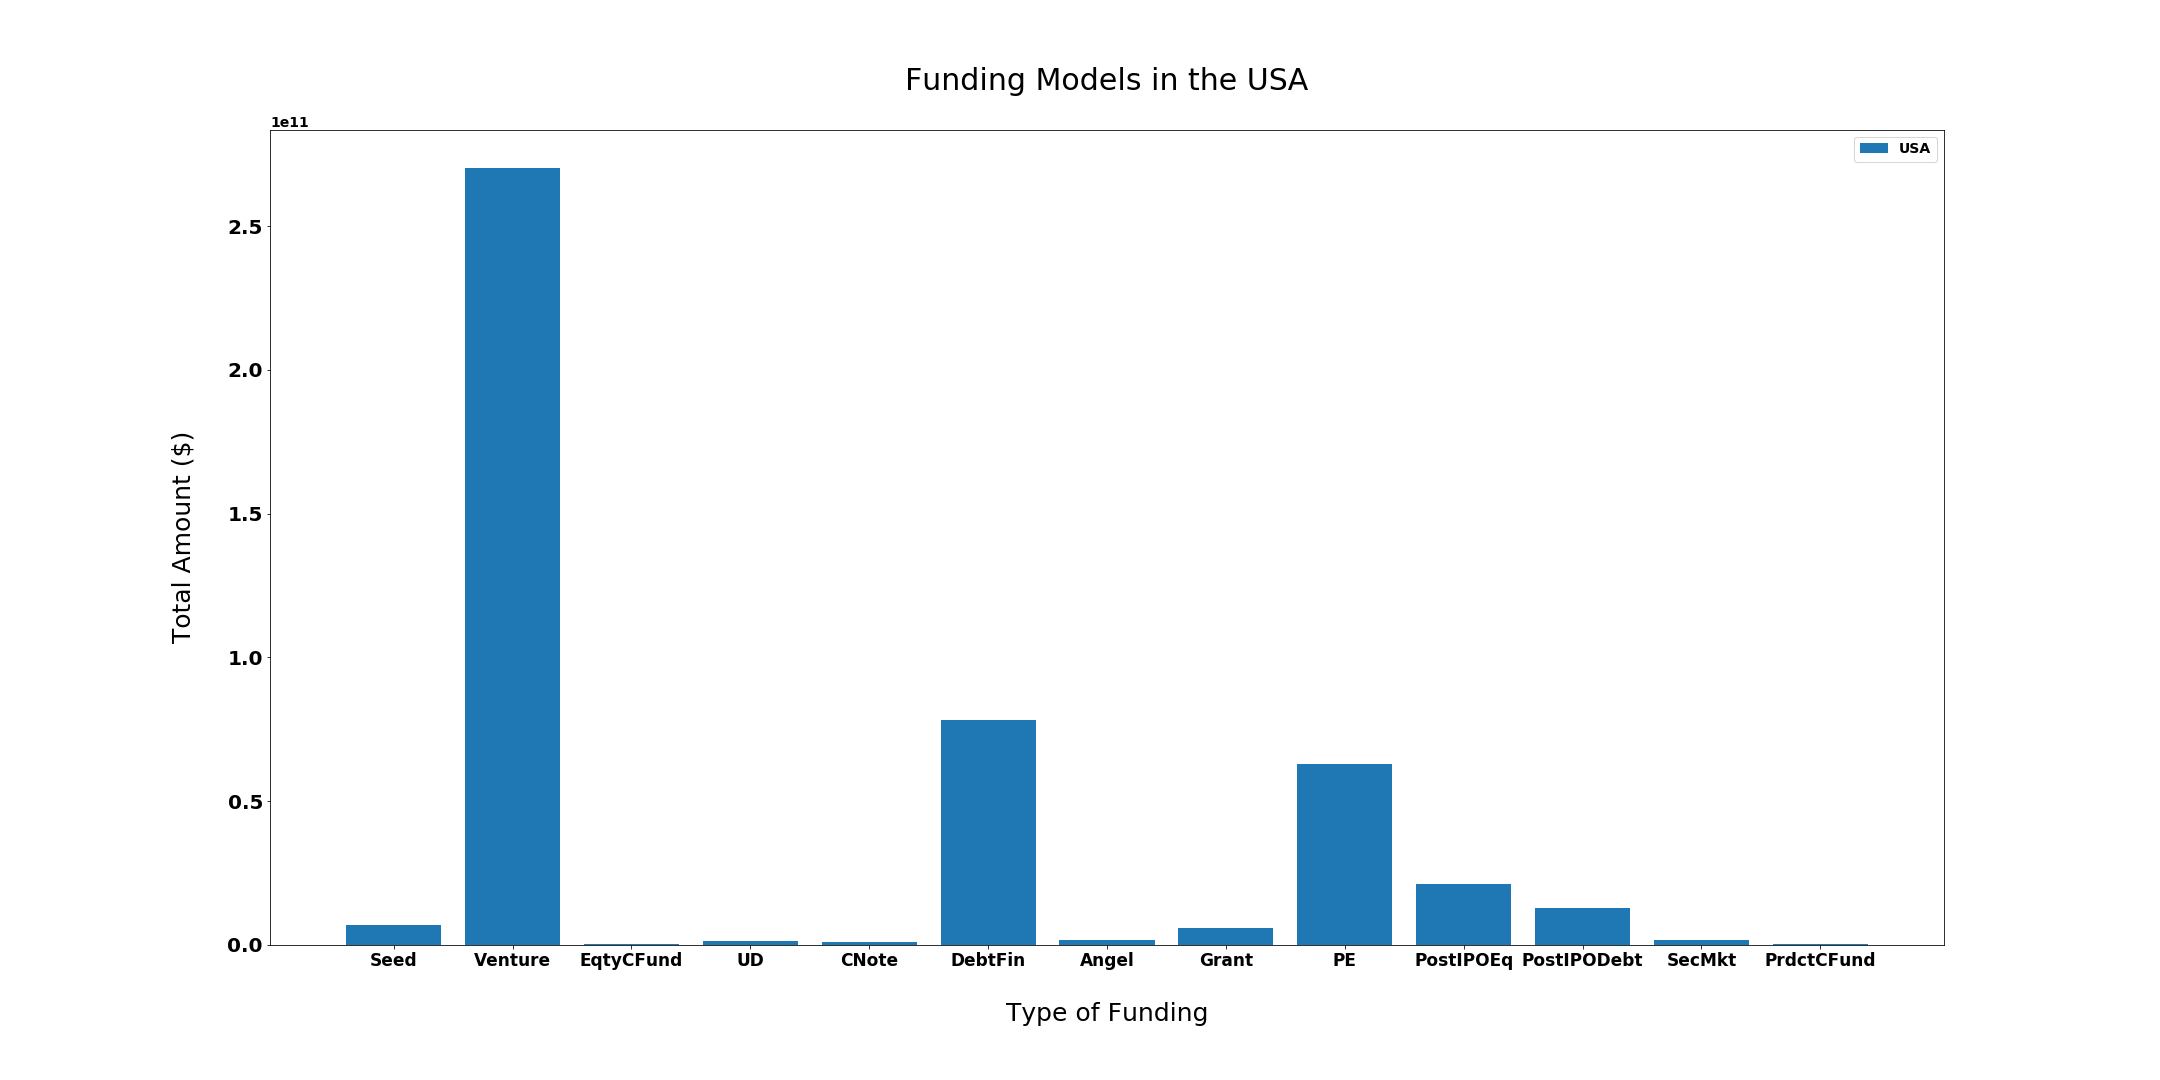 Funding Models in the USA
1e11
USA
2.5
2.0
1.5
1.0
0.5
0.0
Total Amount ($)
Seed Venture EqtyCFund UD CNote DebtFin Angel Grant PE PostIPOEq PostIPODebt SecMkt PrdctCFund
Type of Funding